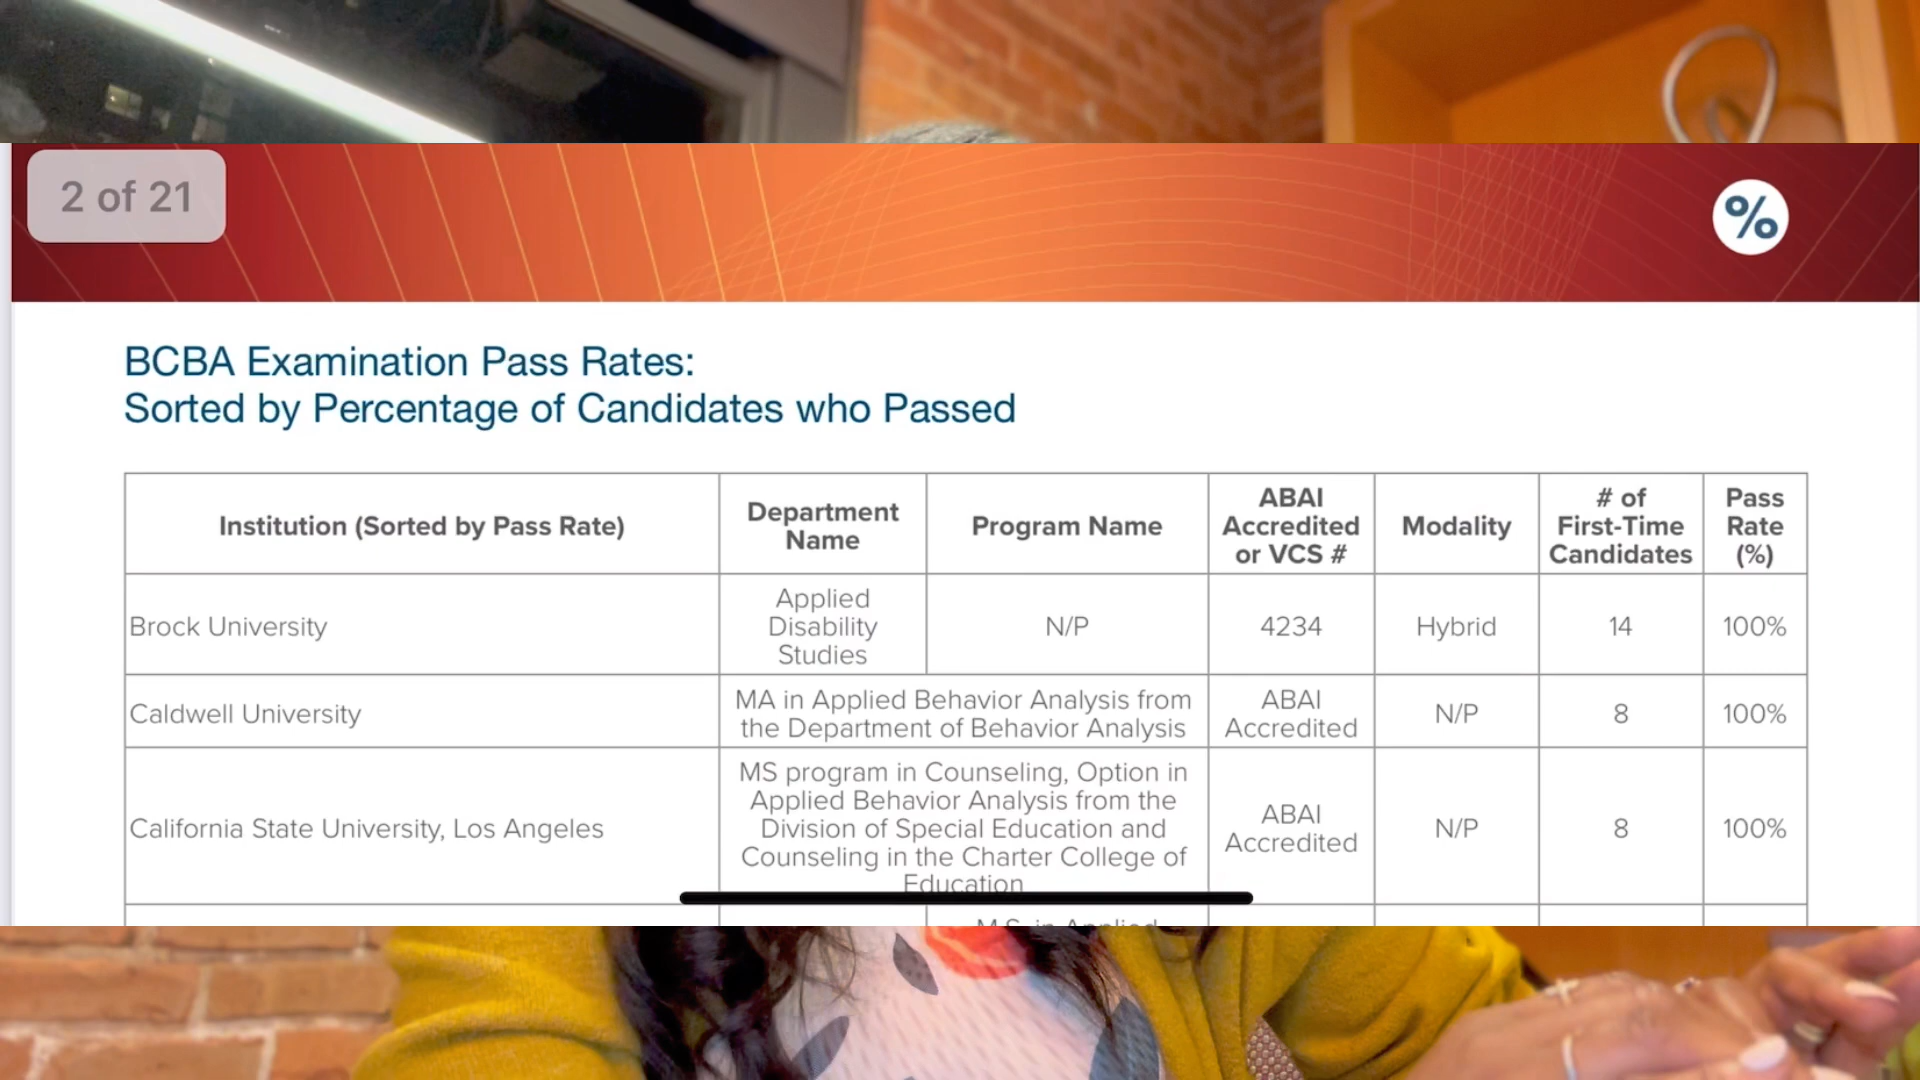 2 of 21
%
BCBA Examination Pass Rates:
Sorted by Percentage of Candidates who Passed
Institution (Sorted by Pass Rate)
Department
Name
Program Name
ABAI
Accredited
or VCS #
Modality
# of
First-Time
Candidates
Pass
Rate
(%)
Brock University
Applied
Disability
Studies
N/P
4234
Hybrid
14
100%
Caldwell University
MA in Applied Behavior Analysis from
the Department of Behavior Analysis
ABAI
Accredited
N/P
8
100%
California State University, Los Angeles
MS program in Counseling, Option in
Applied Behavior Analysis from the
Division of Special Education and
Counseling in the Charter College of
Education
ABAI
Accredited
N/P
8
100%
M.S. in Applied